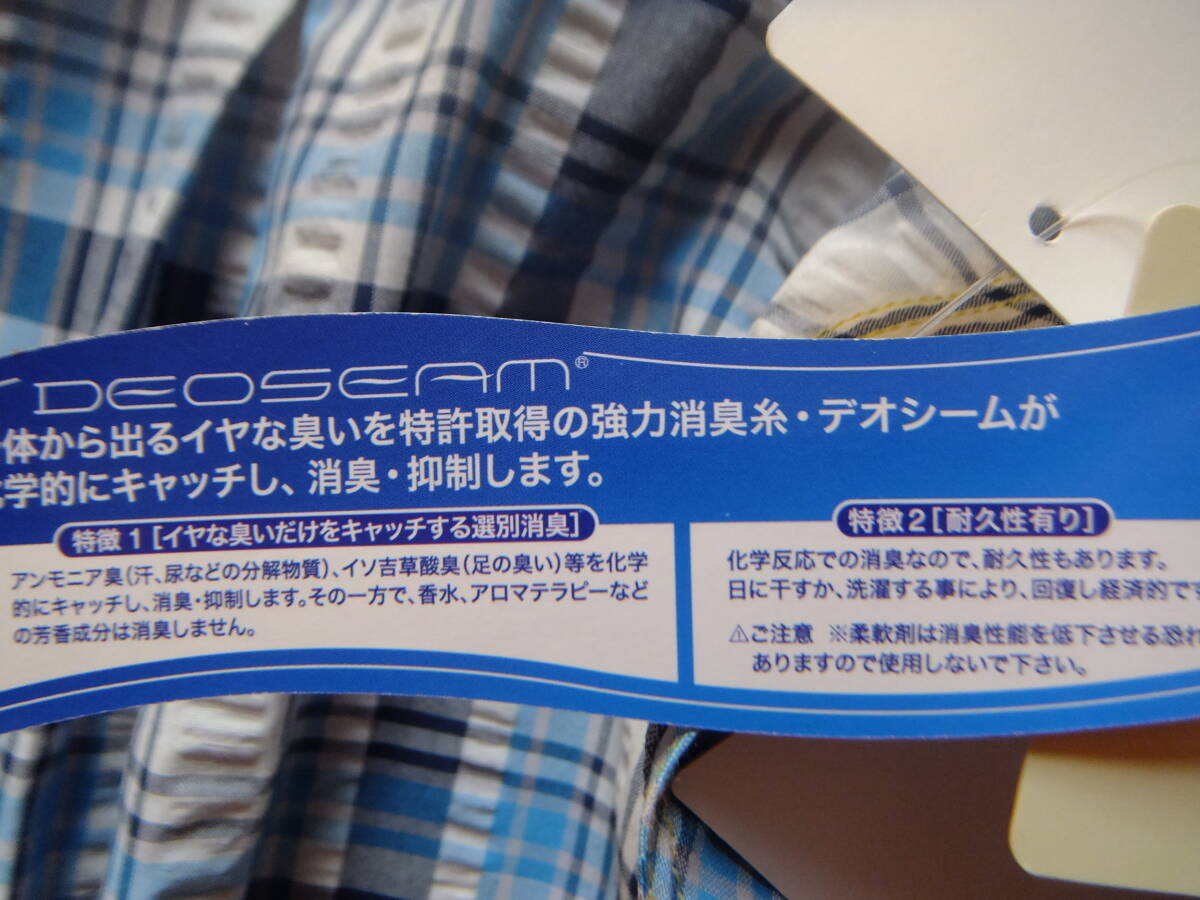 DEOSEAM®
体から出るイヤな臭いを特許取得の強力消臭糸・デオシームが
学的にキャッチし、消臭・抑制します。
特徴1[イヤな臭いだけをキャッチする選別消臭]
アンモニア臭(汗、尿などの分解物質)、イソ吉草酸臭(足の臭い)等を化学
的にキャッチし、消臭・抑制します。その一方で、香水、アロマテラピーなど
の芳香成分は消臭しません。
特徴2[耐久性有り]
化学反応での消臭なので、耐久性もあります。
日に干すか、洗濯する事により、回復し経済的で
⚠ご注意 ※柔軟剤は消臭性能を低下させる恐れ
ありますので使用しないで下さい。